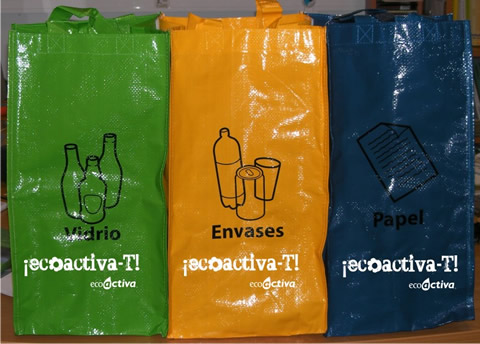 Vidrio
¡ecoactiva-T!
ecoactiva
Envases
¡ecoactiva-T!
ecoactiva
Papel
¡ecoactiva-T!
ecoactiva